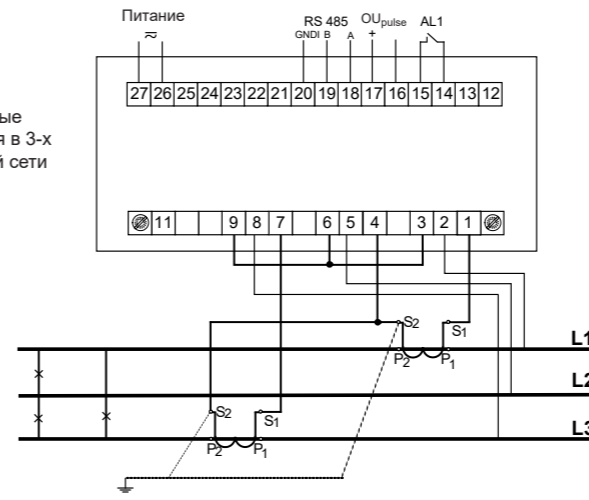 Питание
RS 485 OUpulse AL1
GNDI B A +
27 26 25 24 23 22 21 20 19 18 17 16 15 14 13 12
ые
я в 3-х
й сети
11 9 8 7 6 5 4 3 2 1
S2 S1
L1
P2 P1
L2
S2 S1
L3
P2 P1